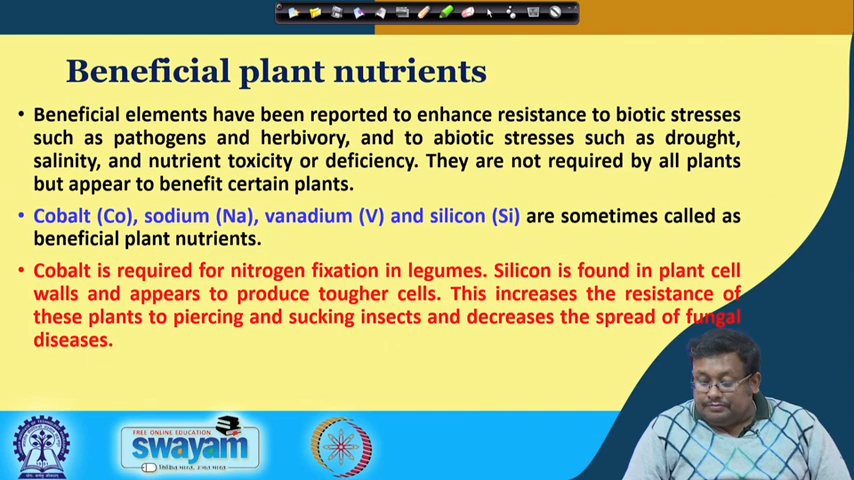 Beneficial plant nutrients
• Beneficial elements have been reported to enhance resistance to biotic stresses
such as pathogens and herbivory, and to abiotic stresses such as drought,
salinity, and nutrient toxicity or deficiency. They are not required by all plants
but appear to benefit certain plants.
• Cobalt (Co), sodium (Na), vanadium (V) and silicon (Si) are sometimes called as
beneficial plant nutrients.
• Cobalt is required for nitrogen fixation in legumes. Silicon is found in plant cell
walls and appears to produce tougher cells. This increases the resistance of
these plants to piercing and sucking insects and decreases the spread of fungal
diseases.
FREE ONLINE EDUCATION
swayam